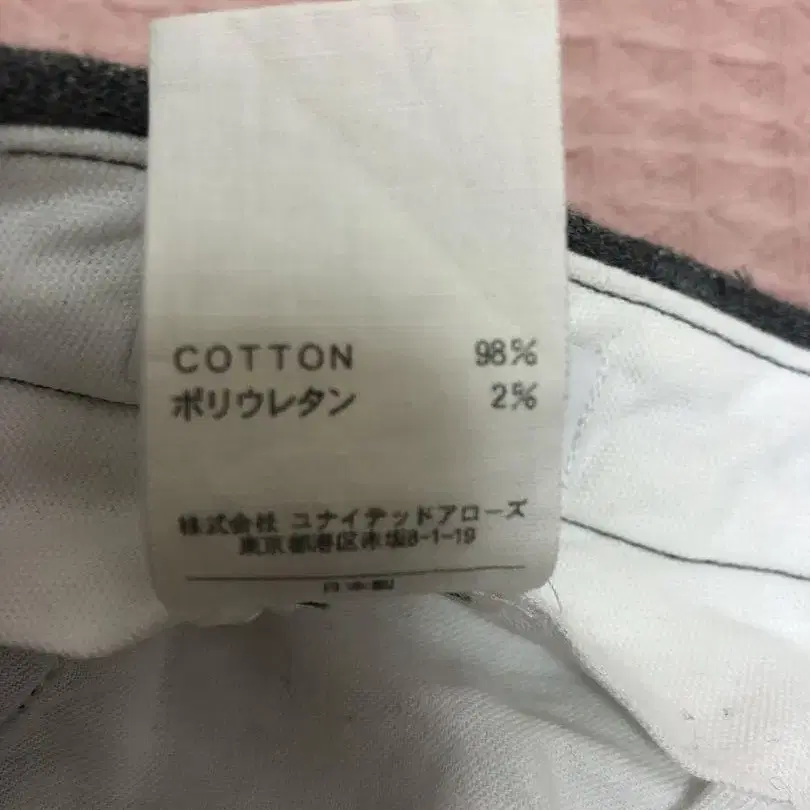 COTTON 98%
ポリウレタン 2%
株式会社 ユナイテッドアローズ
東京都港区赤坂8-1-19
日本製